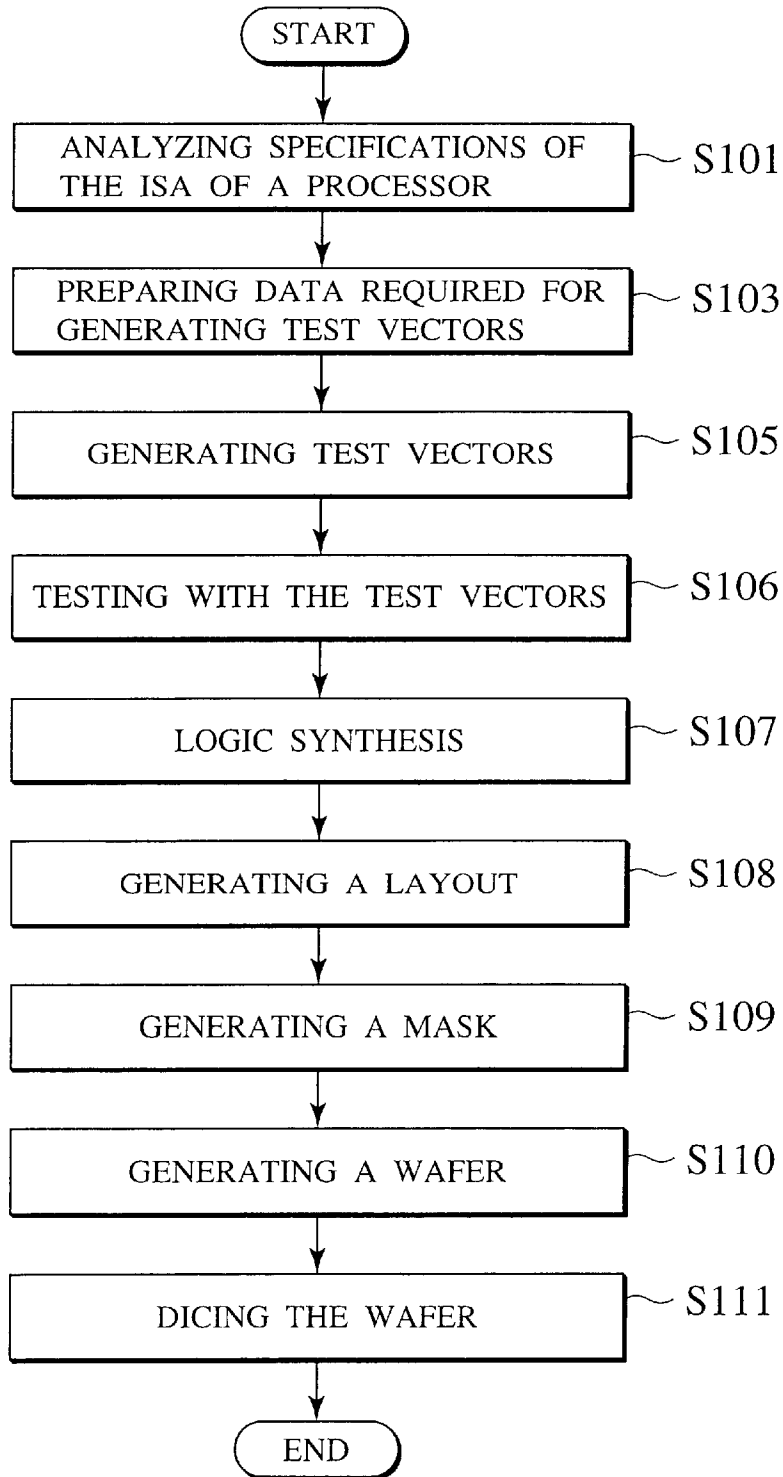 START
ANALYZING SPECIFICATIONS OF
THE ISA OF A PROCESSOR
S101
PREPARING DATA REQUIRED FOR
GENERATING TEST VECTORS
S103
GENERATING TEST VECTORS
S105
TESTING WITH THE TEST VECTORS
S106
LOGIC SYNTHESIS
S107
GENERATING A LAYOUT
S108
GENERATING A MASK
S109
GENERATING A WAFER
S110
DICING THE WAFER
S111
END